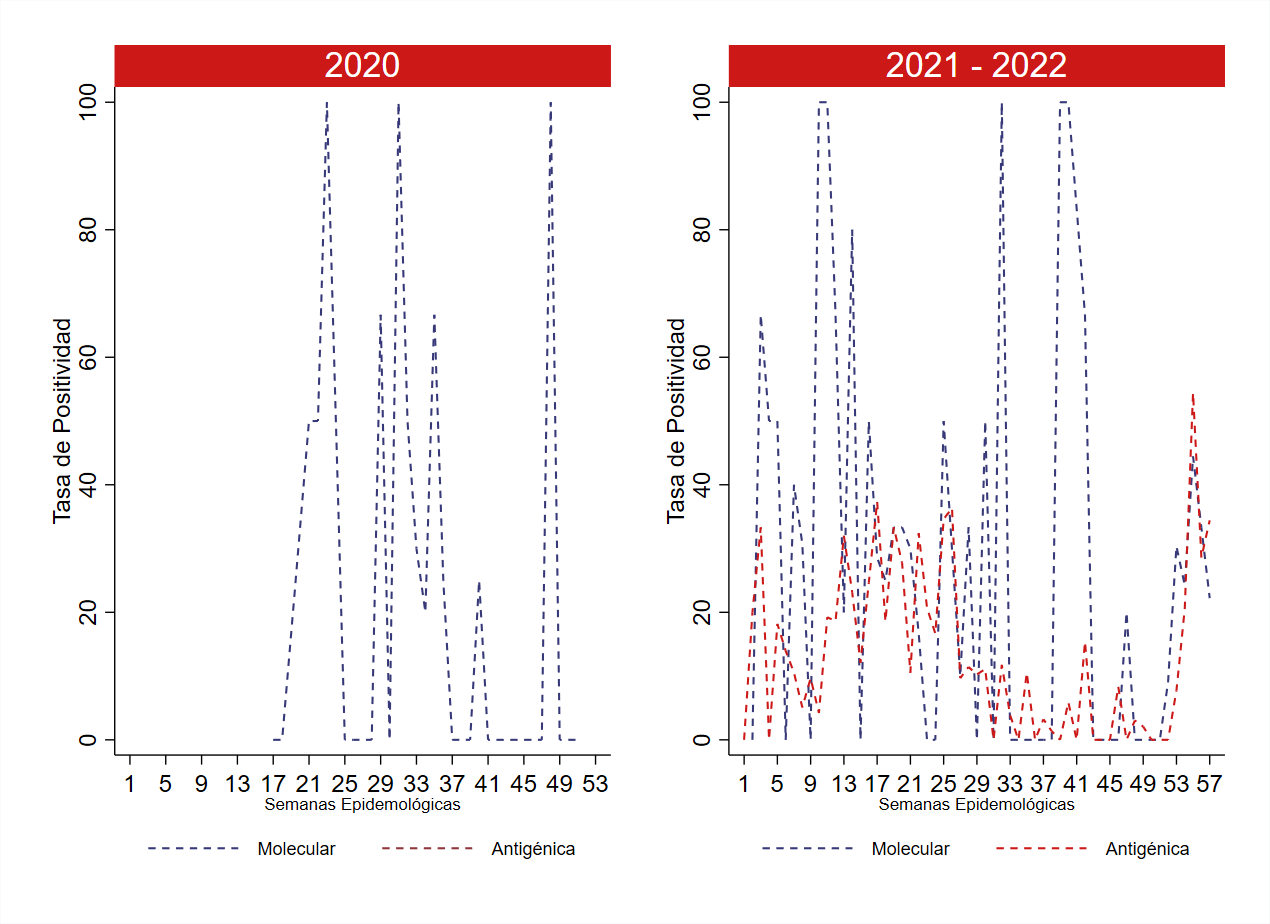 2020
100
80
60
40
20
0
Tasa de Positividad
1 5 9 13 17 21 25 29 33 37 41 45 49 53
Semanas Epidemológicas
Molecular Antigénica
2021 - 2022
100
80
60
40
20
0
Tasa de Positividad
1 5 9 13 17 21 25 29 33 37 41 45 49 53 57
Semanas Epidemológicas
Molecular Antigénica